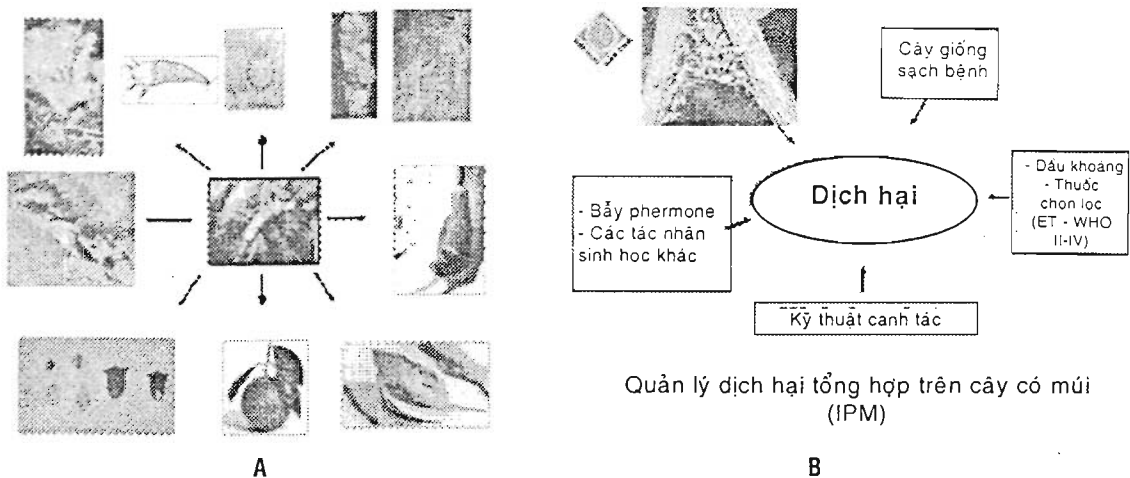 Cây giống
sạch bệnh
Dịch hại
- Dầu khoáng
- Thuốc
chọn lọc
(ET - WHO
II-IV)
- Bẫy phermone
- Các tác nhân
sinh học khác
Kỹ thuật canh tác
Quản lý dịch hại tổng hợp trên cây có múi
(IPM)
A
B